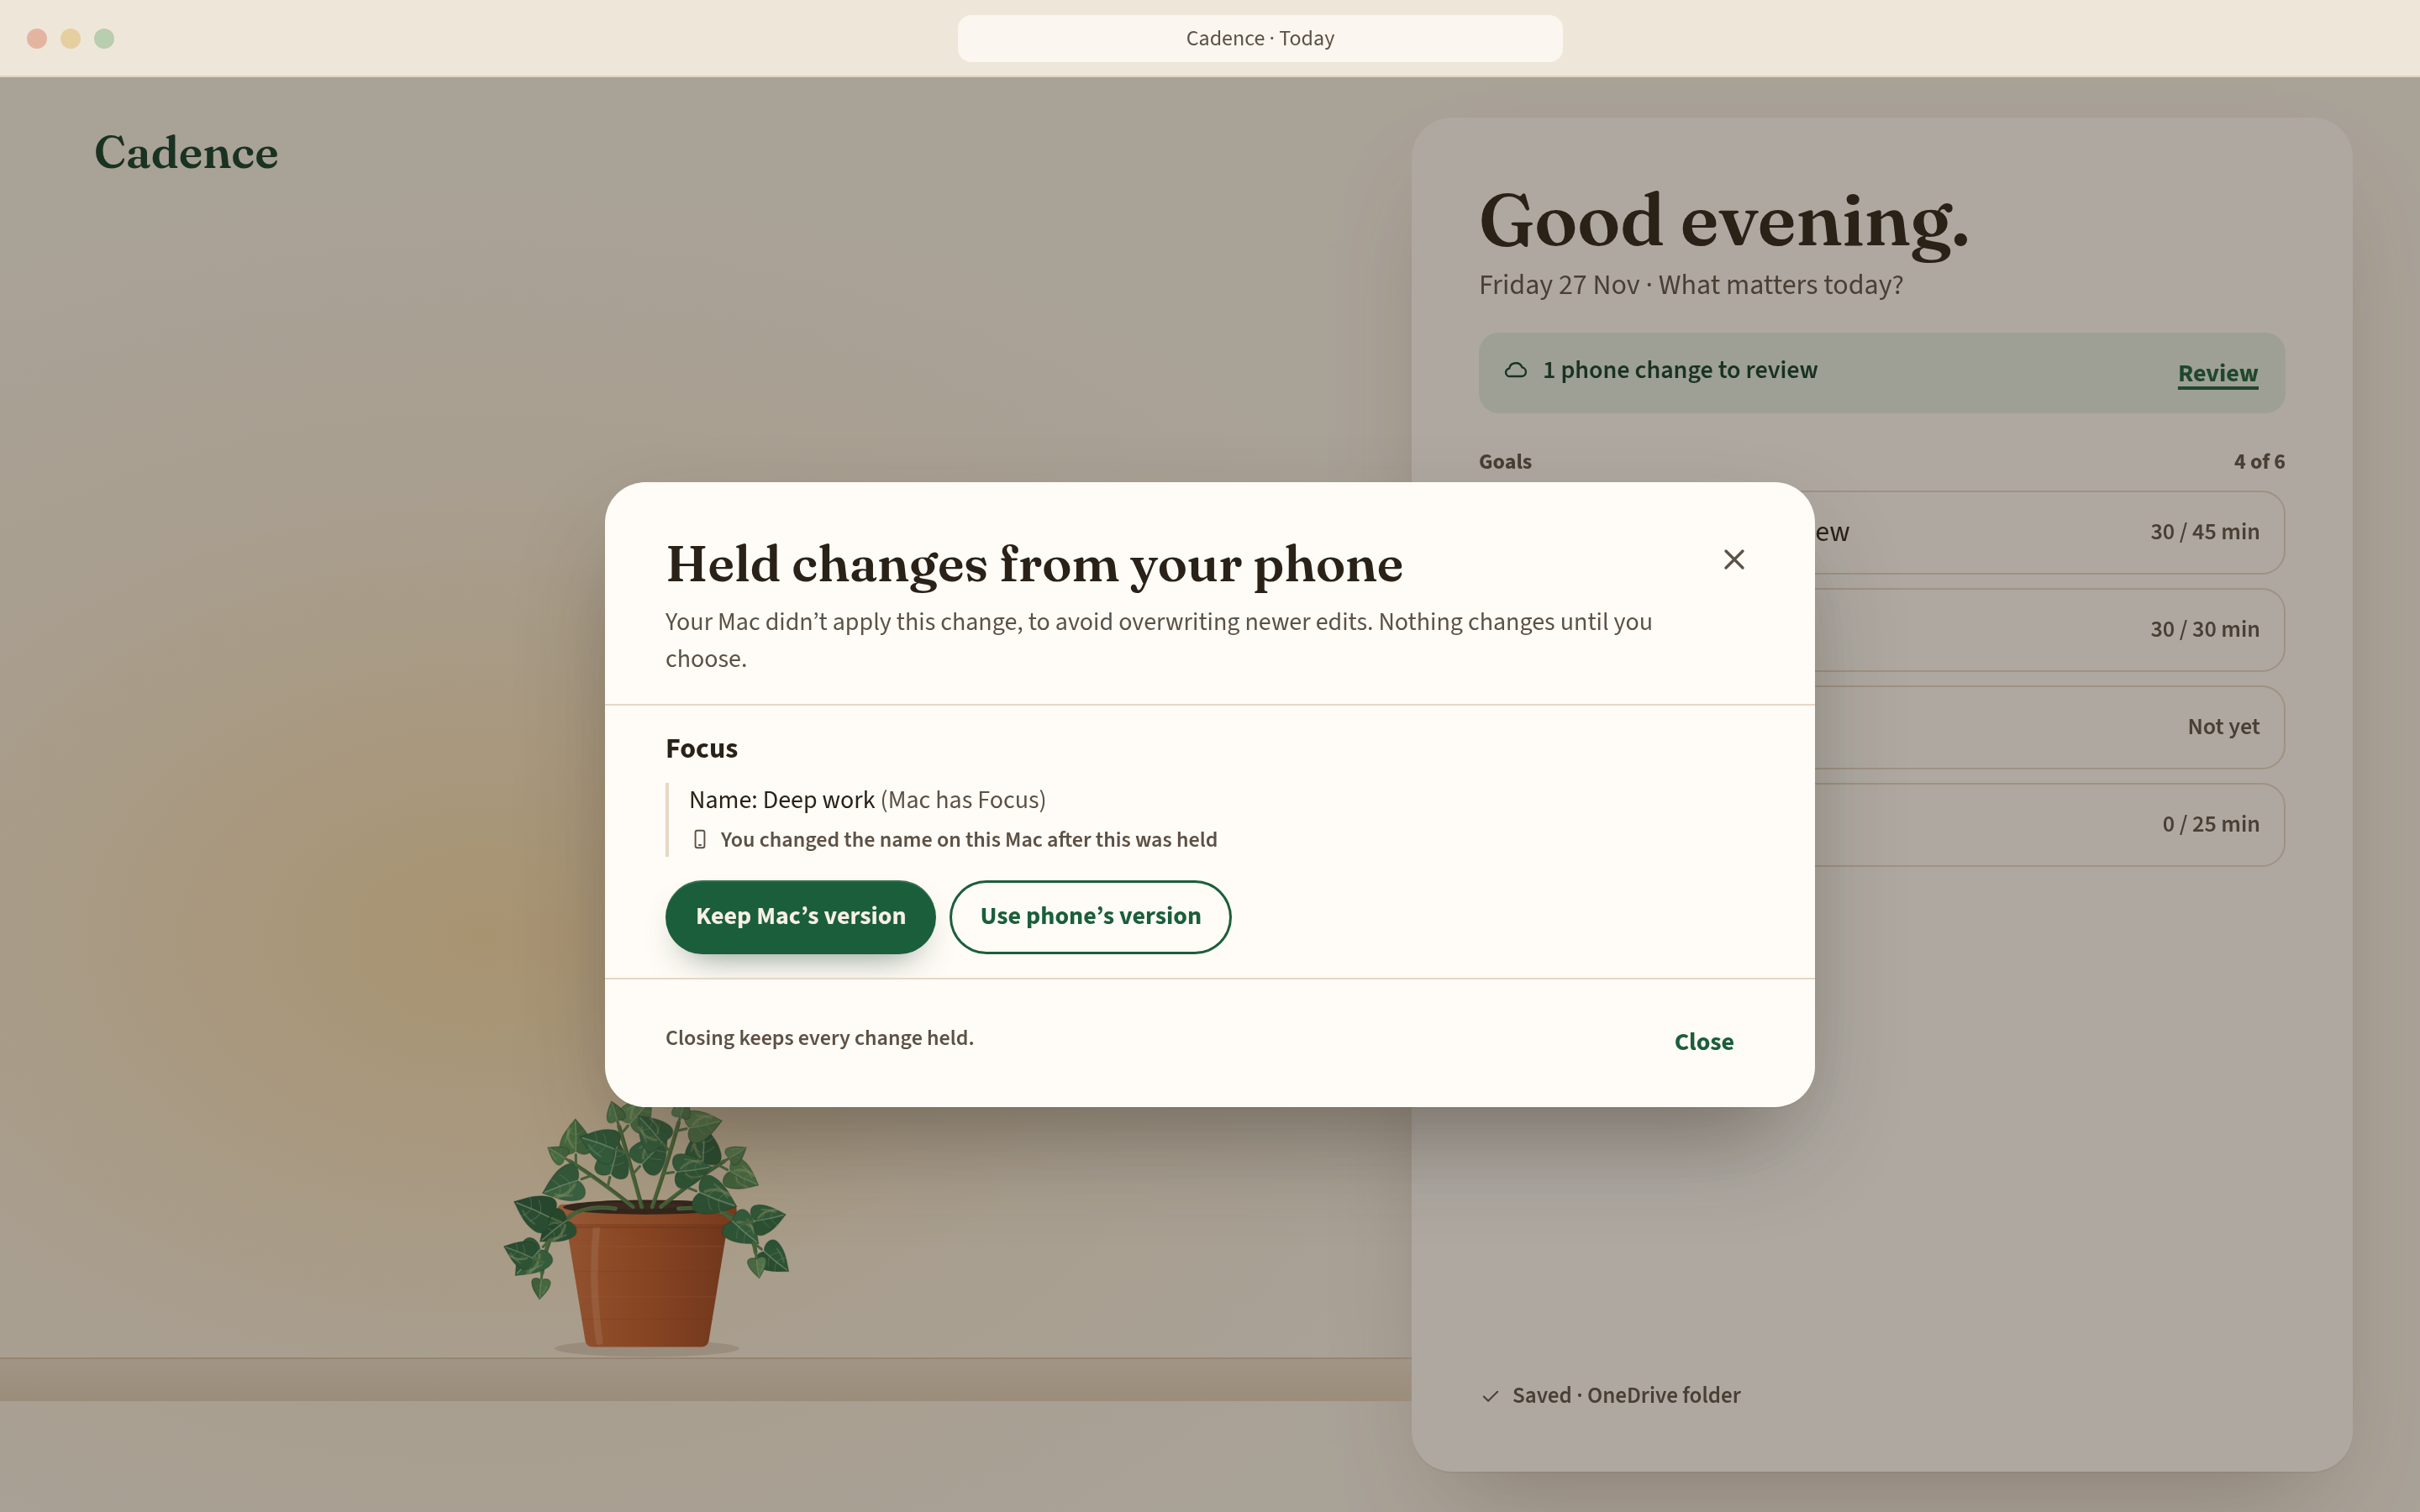 Cadence · Today
Cadence
Good evening.
Friday 27 Nov · What matters today?
1 phone change to review
Review
Goals
4 of 6
ew
30 / 45 min
30 / 30 min
Not yet
0 / 25 min
Held changes from your phone
Your Mac didn’t apply this change, to avoid overwriting newer edits. Nothing changes until you
choose.
Focus
Name: Deep work (Mac has Focus)
You changed the name on this Mac after this was held
Keep Mac’s version
Use phone’s version
Closing keeps every change held.
Close
Saved · OneDrive folder